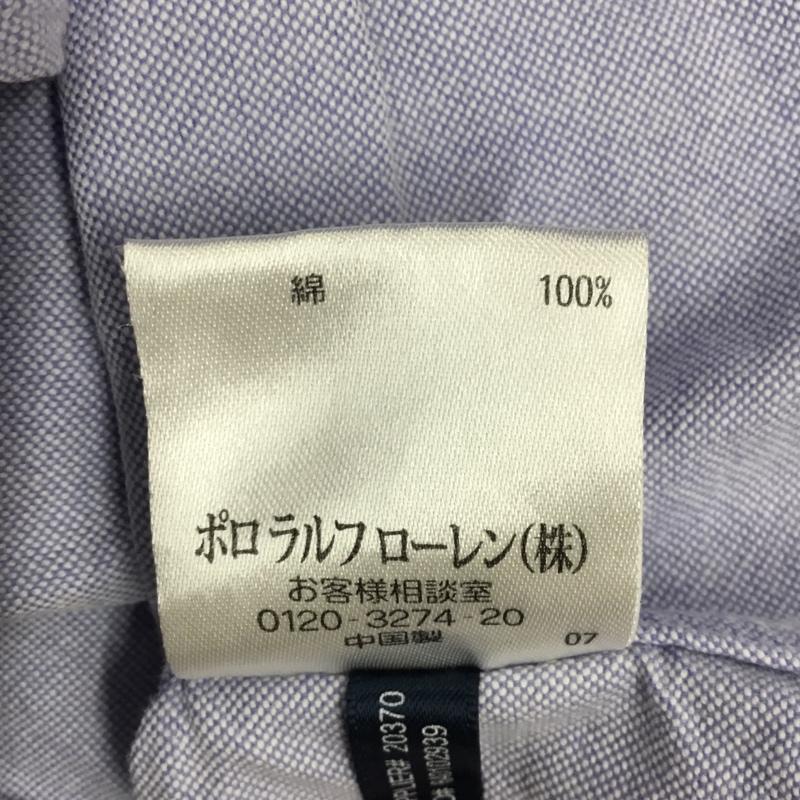 綿 100%
ポロ ラルフ ローレン(株)
お客様相談室
0120-3274-20
中国製 07
20370